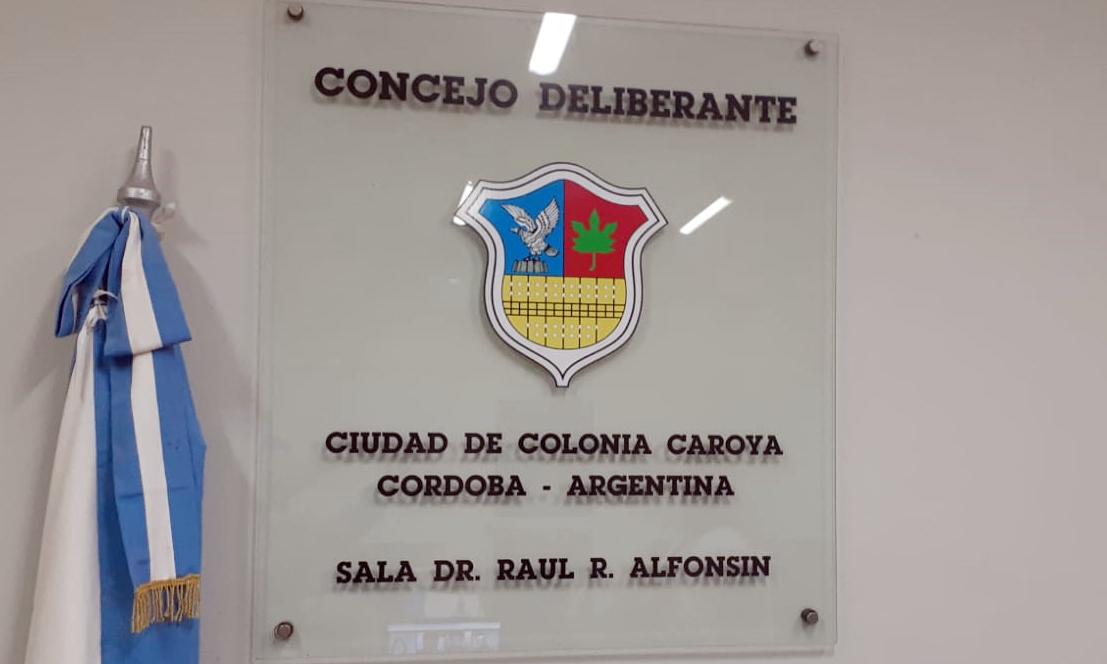 CONCEJO DELIBERANTE
CIUDAD DE COLONIA CAROYA
CORDOBA - ARGENTINA
SALA DR. RAUL R. ALFONSIN